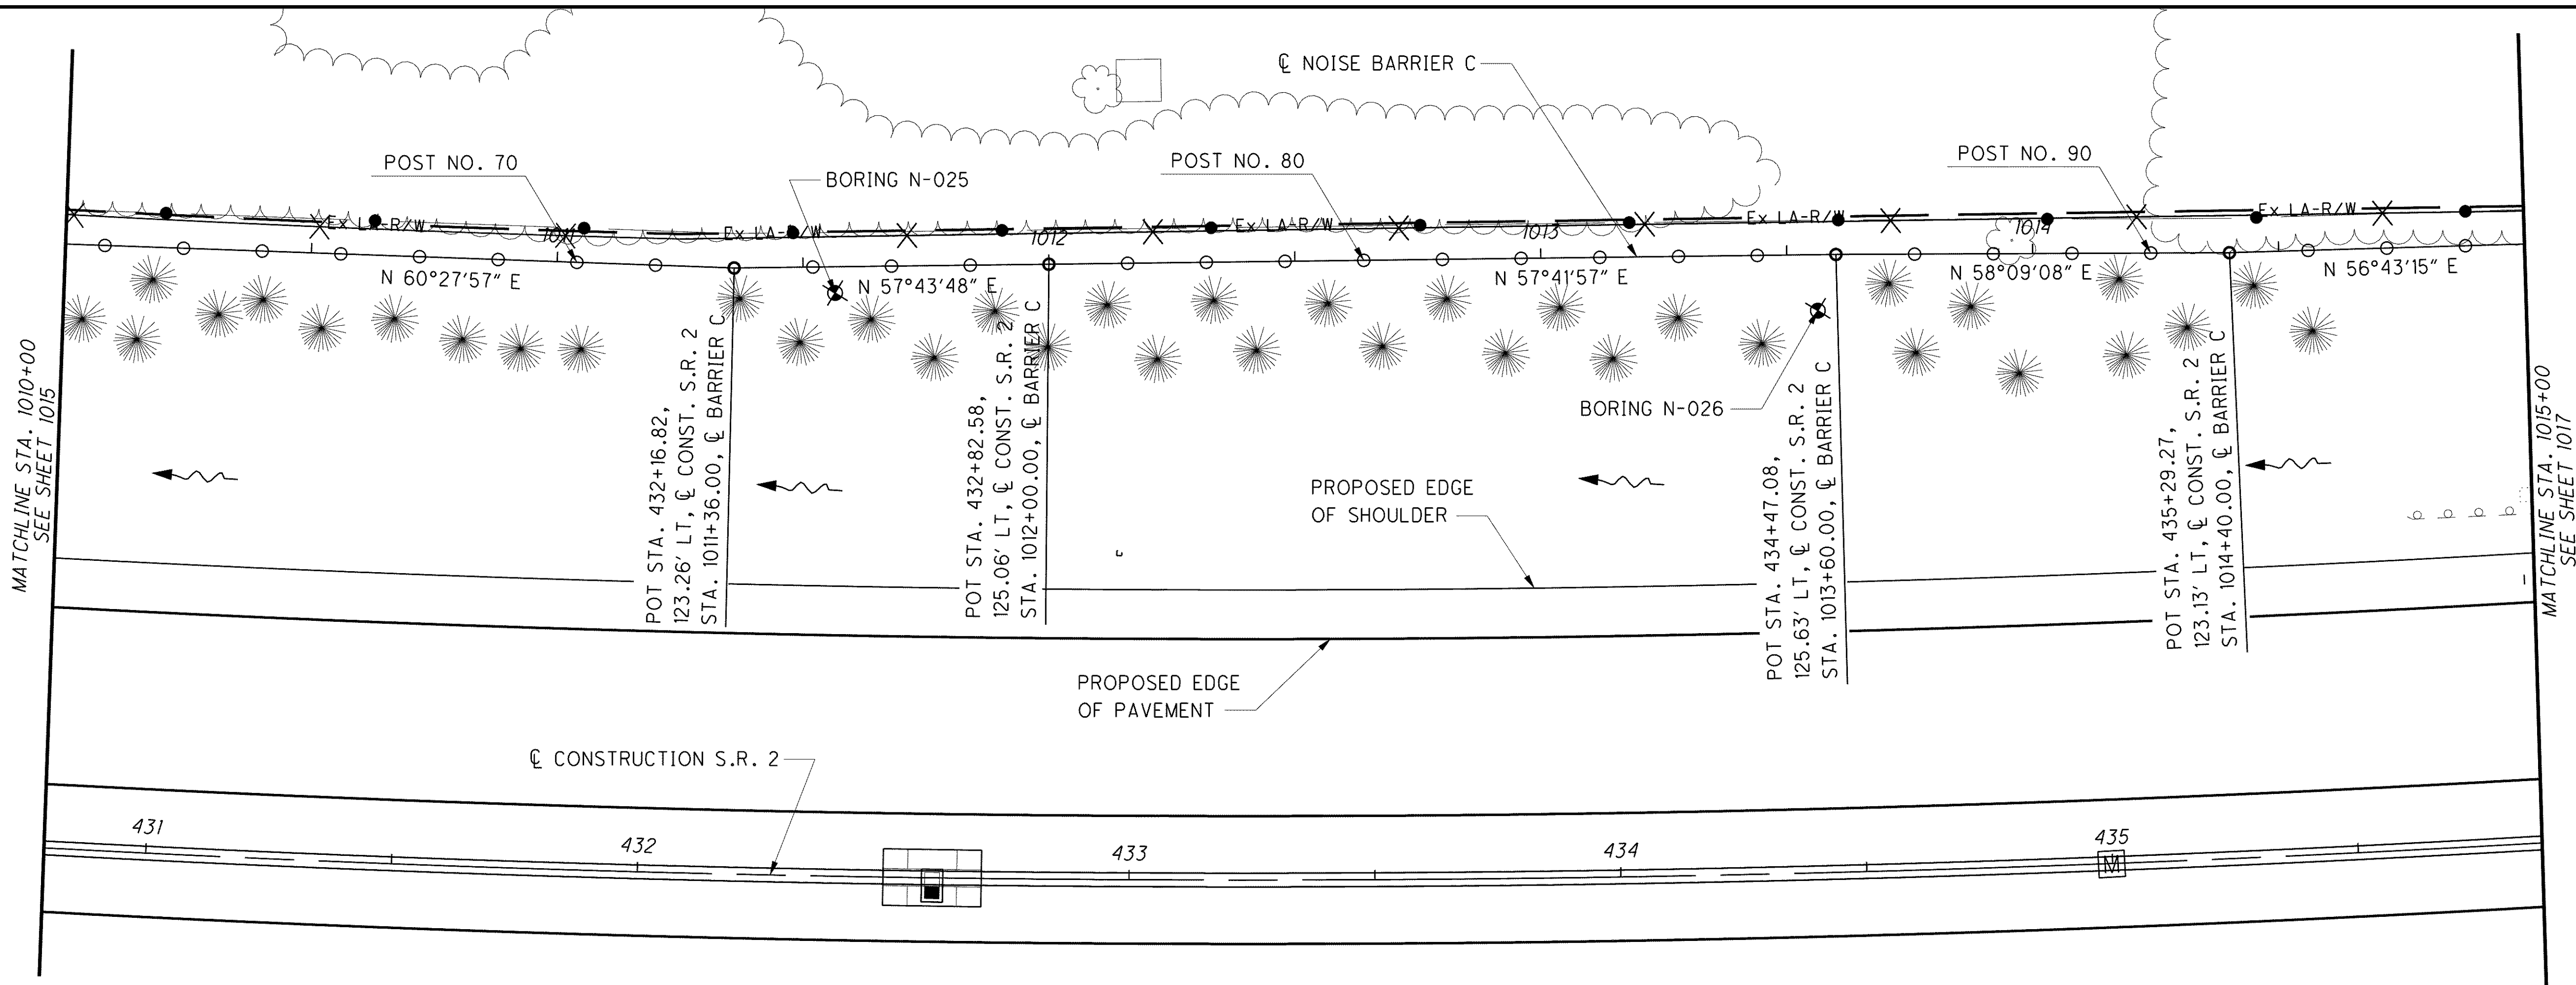 ℄ NOISE BARRIER C
POST NO. 70
BORING N-025
POST NO. 80
POST NO. 90
Ex LA-R/W
Ex LA-R/W
Ex LA-R/W
Ex LA-R/W
Ex LA-R/W
1011
1012
1013
1014
N 60°27'57" E
N 57°43'48" E
N 57°41'57" E
N 58°09'08" E
N 56°43'15" E
MATCHLINE STA. 1010+00
SEE SHEET 1015
POT STA. 432+16.82,
123.26' LT, ℄ CONST. S.R. 2
STA. 1011+36.00, ℄ BARRIER C
POT STA. 432+82.58,
125.06' LT, ℄ CONST. S.R. 2
STA. 1012+00.00, ℄ BARRIER C
BORING N-026
POT STA. 434+47.08,
125.63' LT, ℄ CONST. S.R. 2
STA. 1013+60.00, ℄ BARRIER C
POT STA. 435+29.27,
123.13' LT, ℄ CONST. S.R. 2
STA. 1014+40.00, ℄ BARRIER C
MATCHLINE STA. 1015+00
SEE SHEET 1017
PROPOSED EDGE
OF SHOULDER
PROPOSED EDGE
OF PAVEMENT
℄ CONSTRUCTION S.R. 2
431
432
433
434
435
M